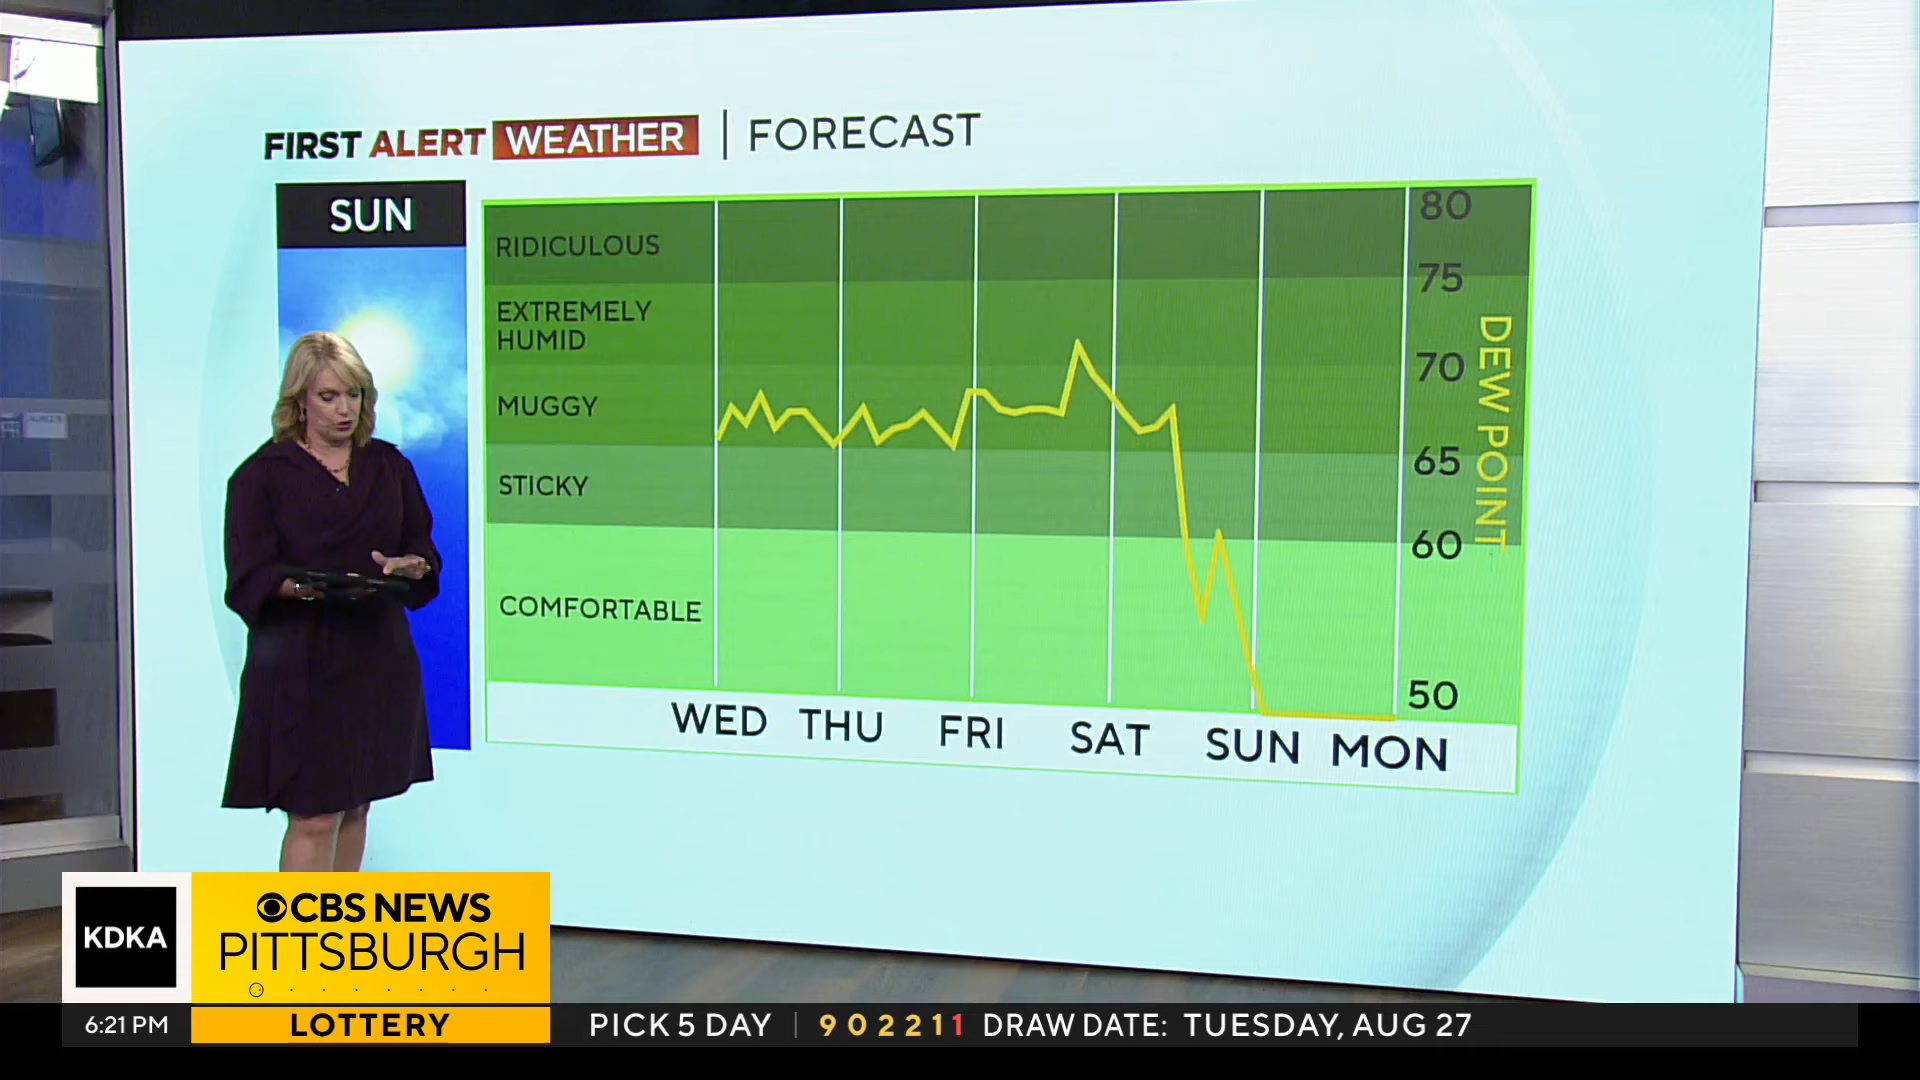 FIRST ALERT WEATHER | FORECAST
SUN
RIDICULOUS
EXTREMELY
HUMID
MUGGY
STICKY
COMFORTABLE
80
75
70
65
60
50
DEW POINT
WED THU FRI SAT SUN MON
KDKA
CBS NEWS
PITTSBURGH
6:21 PM
LOTTERY
PICK 5 DAY | 9 0 2 2 1 1 DRAW DATE: TUESDAY, AUG 27